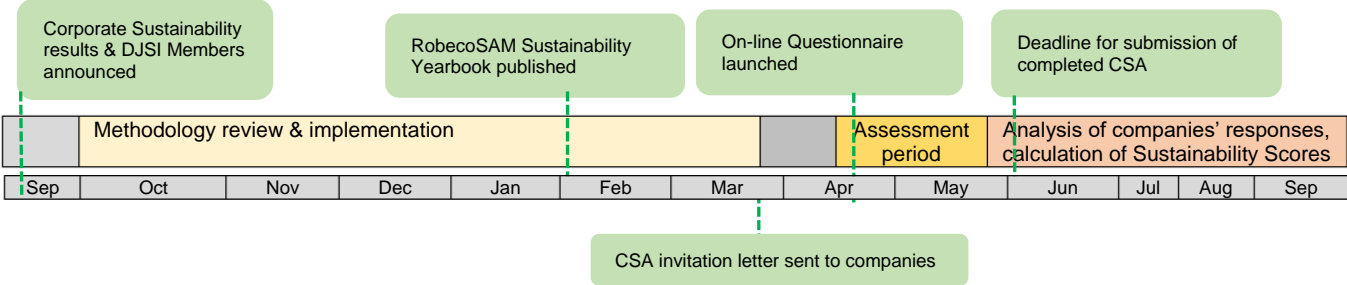 Corporate Sustainability
results & DJSI Members
announced
RobecoSAM Sustainability
Yearbook published
On-line Questionnaire
launched
Deadline for submission of
completed CSA
Methodology review & implementation
Assessment
period
Analysis of companies’ responses,
calculation of Sustainability Scores
Sep Oct Nov Dec Jan Feb Mar Apr May Jun Jul Aug Sep
CSA invitation letter sent to companies